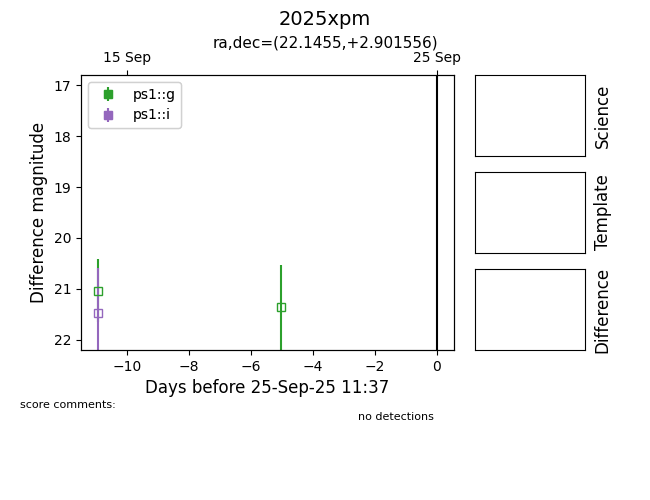 2025xpm
ra,dec=(22.1455,+2.901556)
15 Sep
25 Sep
ps1::g
ps1::i
17
18
19
20
21
22
Difference magnitude
−10
−8
−6
−4
−2
0
Days before 25-Sep-25 11:37
Science
Template
Difference
score comments:
no detections